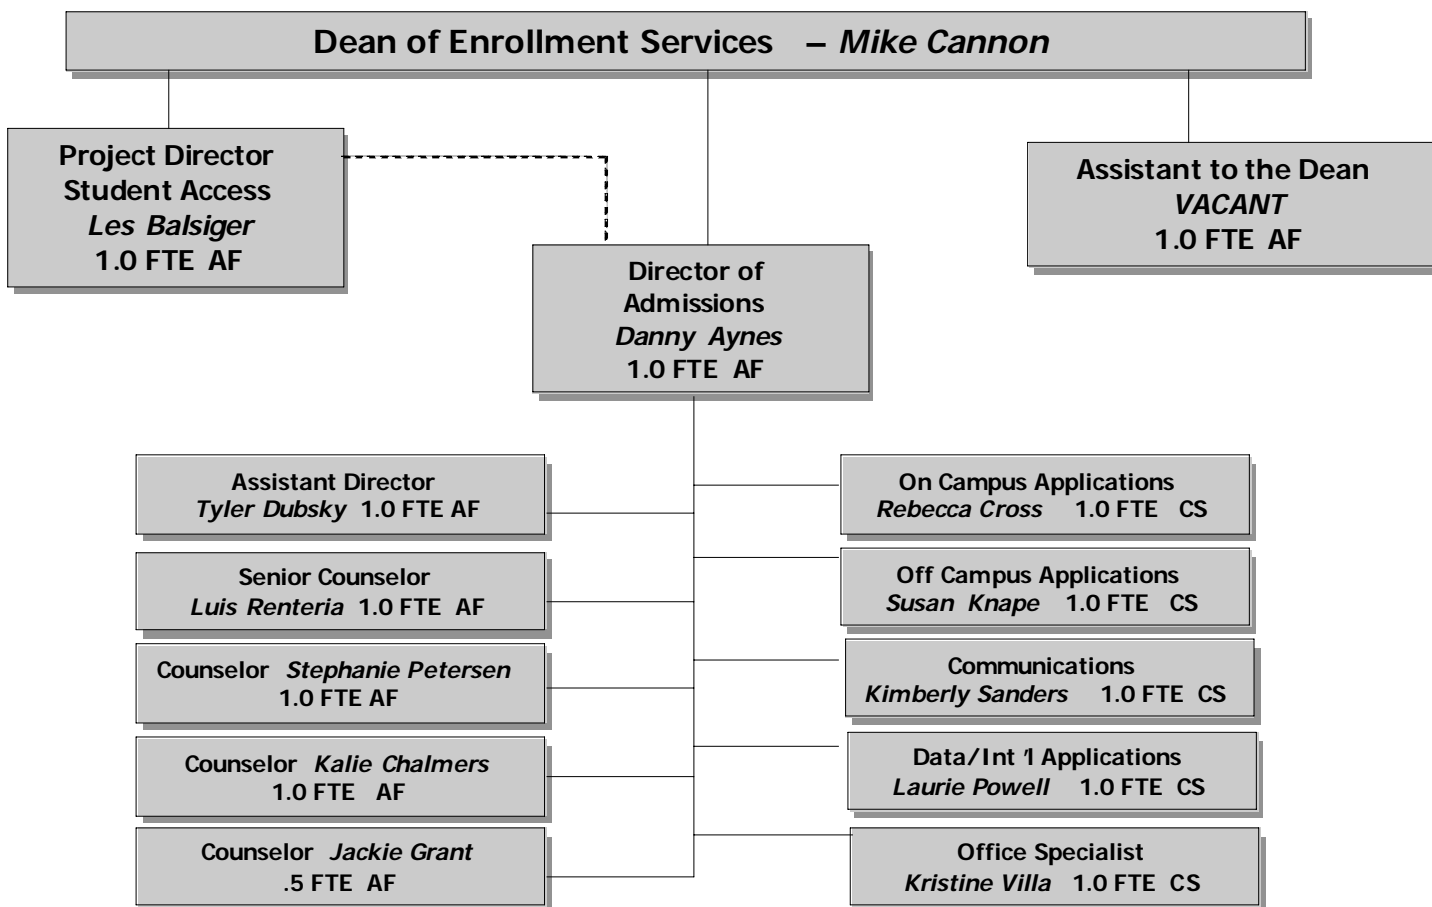 Dean of Enrollment Services – Mike Cannon
Project Director
Student Access
Les Balsiger
1.0 FTE AF
Assistant to the Dean
VACANT
1.0 FTE AF
Director of
Admissions
Danny Aynes
1.0 FTE AF
Assistant Director
Tyler Dubsky 1.0 FTE AF
Senior Counselor
Luis Renteria 1.0 FTE AF
Counselor Stephanie Petersen
1.0 FTE AF
Counselor Kalie Chalmers
1.0 FTE AF
Counselor Jackie Grant
.5 FTE AF
On Campus Applications
Rebecca Cross 1.0 FTE CS
Off Campus Applications
Susan Knape 1.0 FTE CS
Communications
Kimberly Sanders 1.0 FTE CS
Data/Int'l Applications
Laurie Powell 1.0 FTE CS
Office Specialist
Kristine Villa 1.0 FTE CS